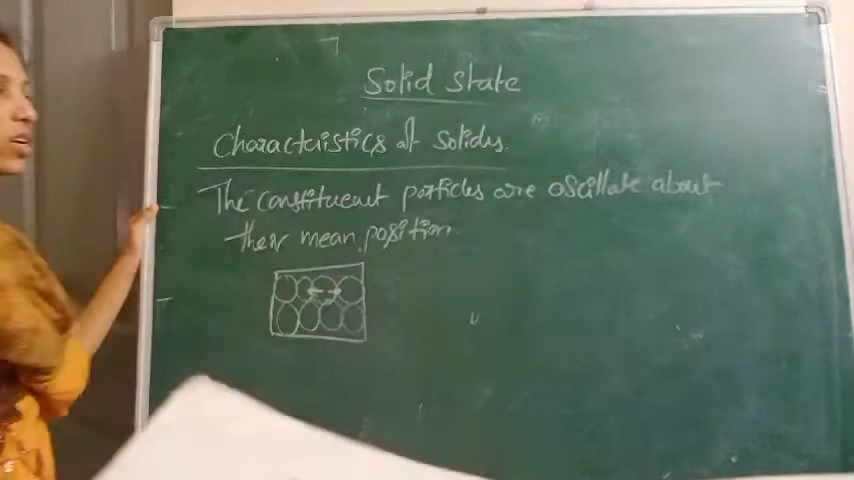 Solid state
Characteristics of solids.
The constituent particles are oscillate about
their mean position.